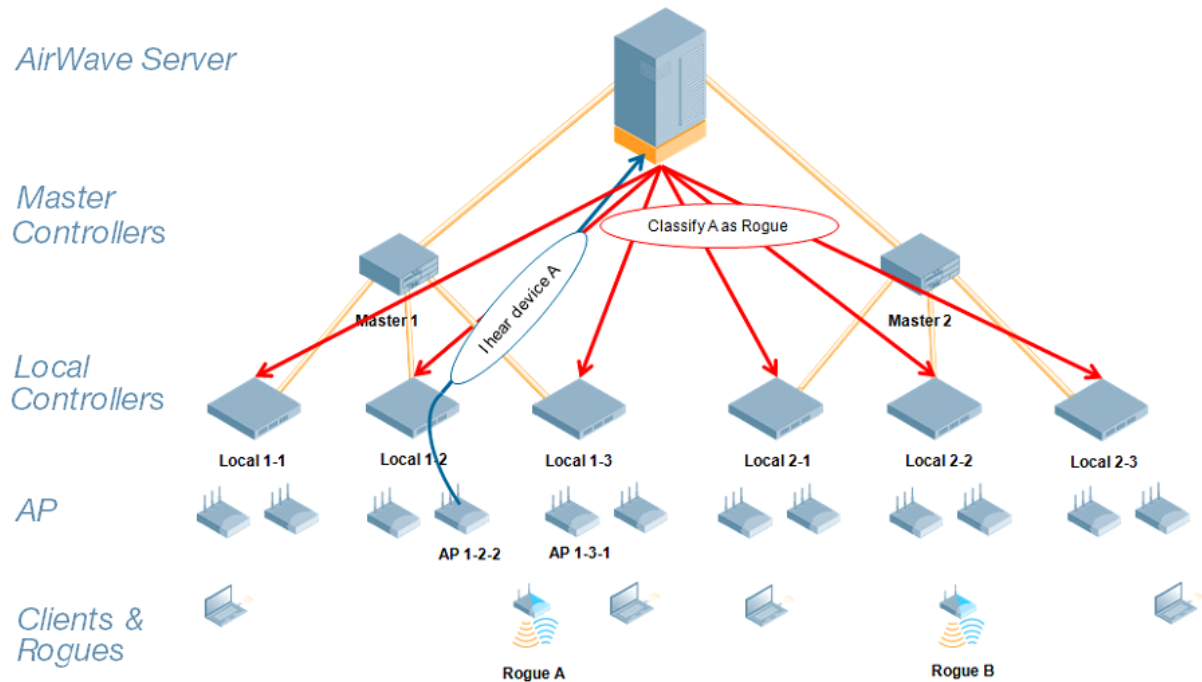 AirWave Server
Master
Controllers
Classify A as Rogue
I hear device A
Master 1
Master 2
Local
Controllers
Local 1-1
Local 1-2
Local 1-3
Local 2-1
Local 2-2
Local 2-3
AP
AP 1-2-2
AP 1-3-1
Clients &
Rogues
Rogue A
Rogue B